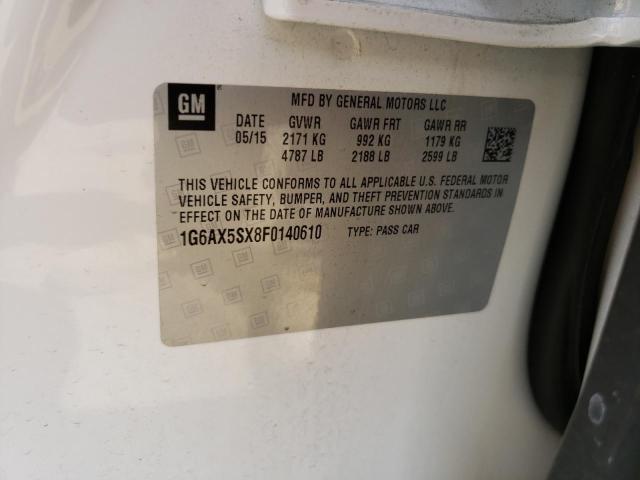 GM
MFD BY GENERAL MOTORS LLC
DATE GVWR GAWR FRT GAWR RR
05/15 2171 KG 992 KG 1179 KG
4787 LB 2188 LB 2599 LB
THIS VEHICLE CONFORMS TO ALL APPLICABLE U.S. FEDERAL MOTOR
VEHICLE SAFETY, BUMPER, AND THEFT PREVENTION STANDARDS IN
EFFECT ON THE DATE OF MANUFACTURE SHOWN ABOVE.
1G6AX5SX8F0140610 TYPE: PASS CAR